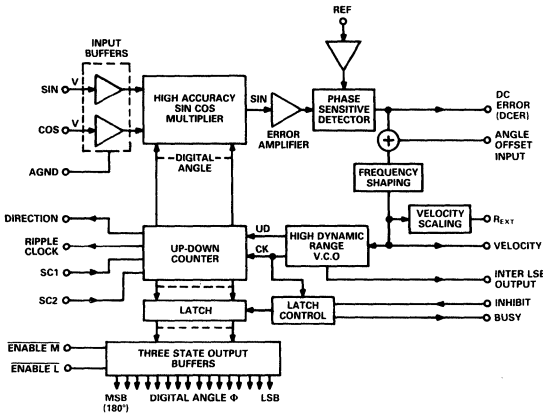 REF
INPUT
BUFFERS
SIN
V
COS
V
AGND
HIGH ACCURACY
SIN COS
MULTIPLIER
SIN
ERROR
AMPLIFIER
PHASE
SENSITIVE
DETECTOR
DC
ERROR
(DCER)
ANGLE
OFFSET
INPUT
DIGITAL
ANGLE
FREQUENCY
SHAPING
VELOCITY
SCALING
REXT
VELOCITY
DIRECTION
RIPPLE
CLOCK
SC1
SC2
UP-DOWN
COUNTER
UD
CK
HIGH DYNAMIC
RANGE
V.C.O
INTER LSB
OUTPUT
LATCH
LATCH
CONTROL
INHIBIT
BUSY
ENABLE M
ENABLE L
THREE STATE OUTPUT
BUFFERS
MSB
(180°)
DIGITAL ANGLE Φ
LSB